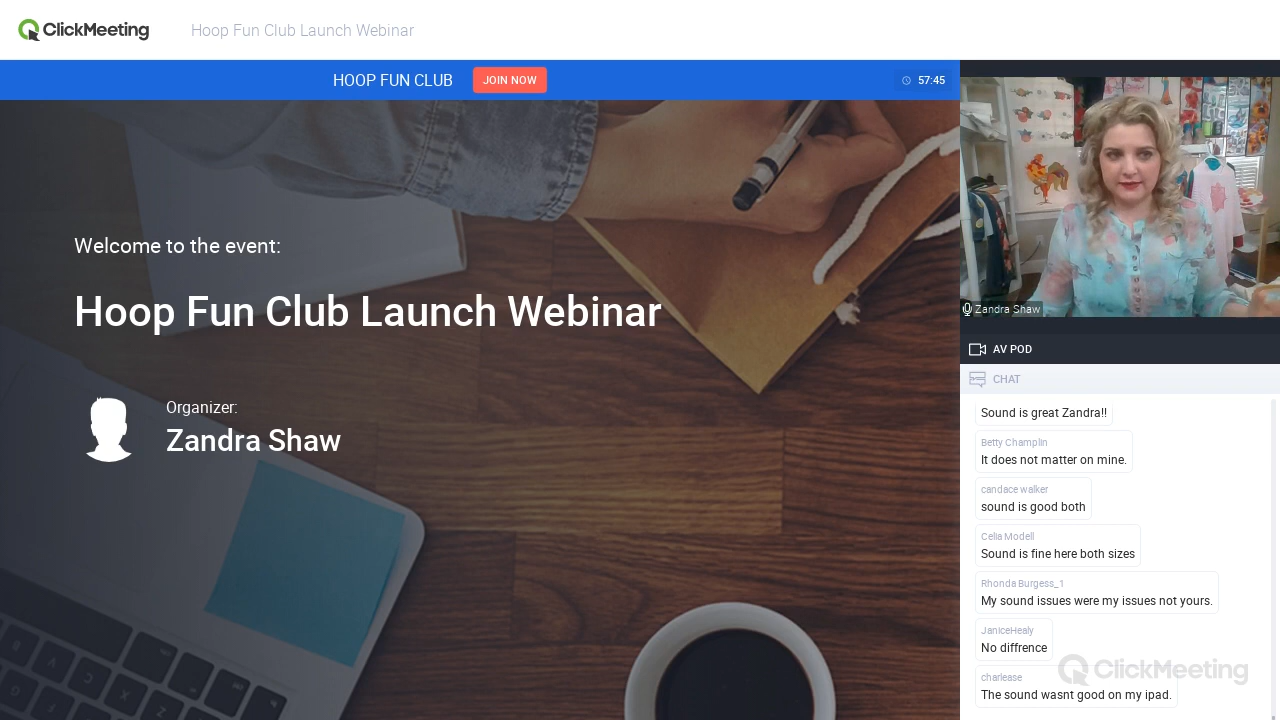 ClickMeeting
Hoop Fun Club Launch Webinar
HOOP FUN CLUB
JOIN NOW
57:45
Welcome to the event:
Hoop Fun Club Launch Webinar
Organizer:
Zandra Shaw
Zandra Shaw
AV POD
CHAT
Sound is great Zandra!!
Betty Champlin
It does not matter on mine.
candace walker
sound is good both
Celia Modell
Sound is fine here both sizes
Rhonda Burgess_1
My sound issues were my issues not yours.
JaniceHealy
No diffrence
charlease
The sound wasnt good on my ipad.
ClickMeeting